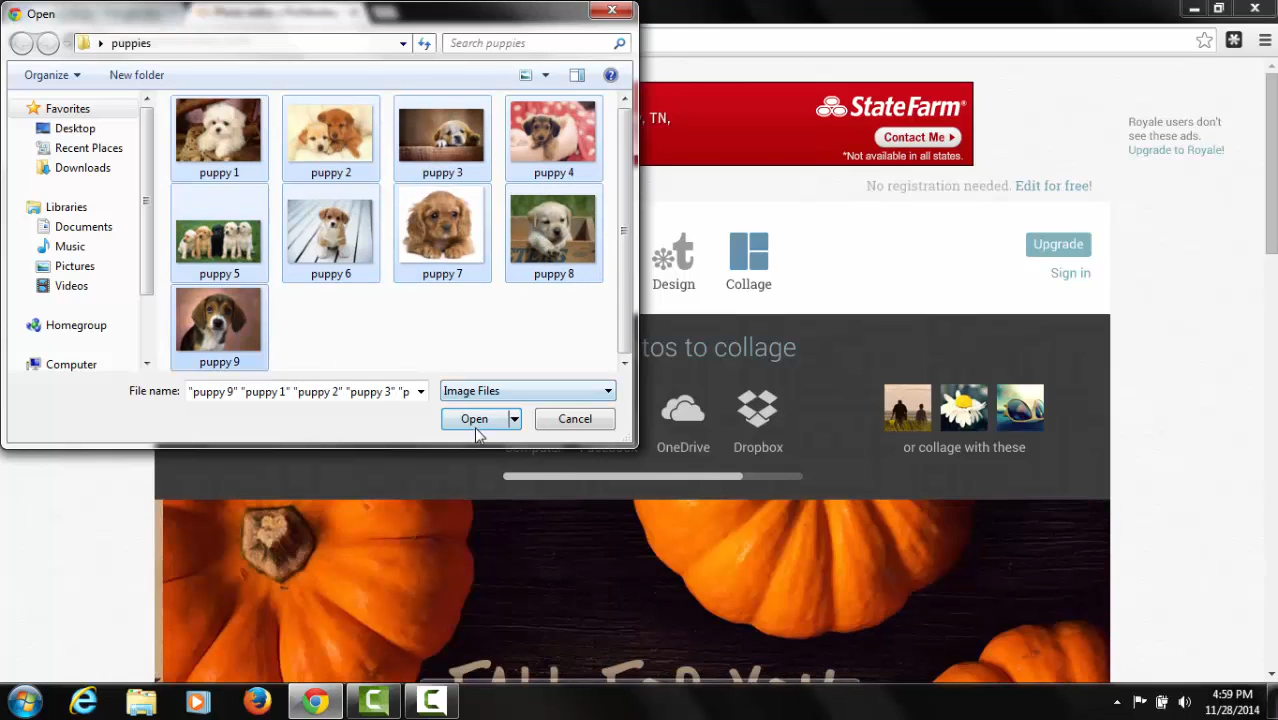 Open
puppies
Search puppies
Organize
New folder
Favorites
Desktop
Recent Places
Downloads
Libraries
Documents
Music
Pictures
Videos
Homegroup
Computer
puppy 1
puppy 2
puppy 3
puppy 4
puppy 5
puppy 6
puppy 7
puppy 8
puppy 9
File name:
"puppy 9" "puppy 1" "puppy 2" "puppy 3" "p
Image Files
Open
Cancel
, TN,
StateFarm®
Contact Me
*Not available in all states.
Royale users don't
see these ads.
Upgrade to Royale!
No registration needed. Edit for free!
Design
Collage
Upgrade
Sign in
tos to collage
OneDrive
Dropbox
or collage with these
FALL FOR YOU
4:59 PM
11/28/2014